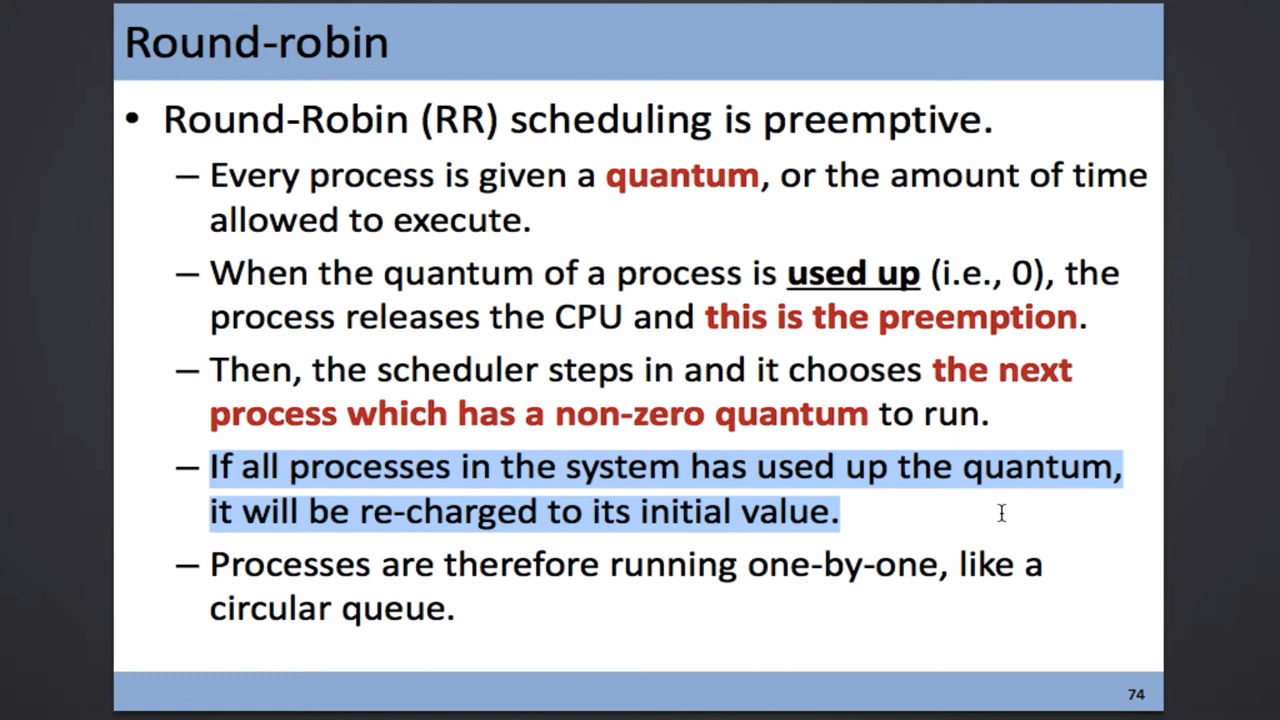 Round-robin
• Round-Robin (RR) scheduling is preemptive.
– Every process is given a quantum, or the amount of time
allowed to execute.
– When the quantum of a process is used up (i.e., 0), the
process releases the CPU and this is the preemption.
– Then, the scheduler steps in and it chooses the next
process which has a non-zero quantum to run.
– If all processes in the system has used up the quantum,
it will be re-charged to its initial value.
– Processes are therefore running one-by-one, like a
circular queue.
74